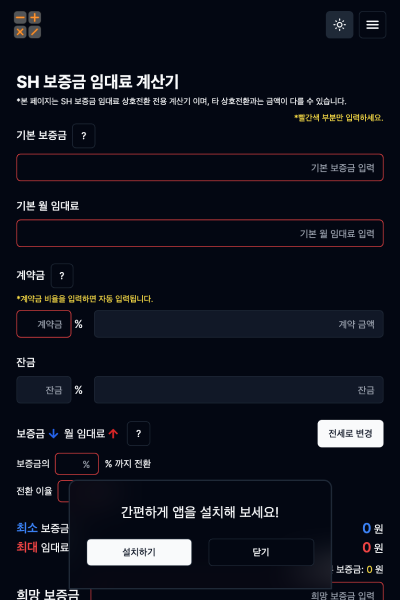 SH 보증금 임대료 계산기
*본 페이지는 SH 보증금 임대료 상호전환 전용 계산기 이며, 타 상호전환과는 금액이 다를 수 있습니다.
*빨간색 부분만 입력하세요.
기본 보증금 ?
기본 보증금 입력
기본 월 임대료
기본 월 임대료 입력
계약금 ?
*계약금 비율을 입력하면 자동 입력됩니다.
계약금 % 계약 금액
잔금
잔금 % 잔금
보증금 ↓ 월 임대료 ↑ ? 전세로 변경
보증금의 % % 까지 전환
전환 이율
간편하게 앱을 설치해 보세요!
설치하기 닫기
최소 보증금 0 원
최대 임대료 0 원
보증금: 0 원
희망 보증금 희망 보증금 입력